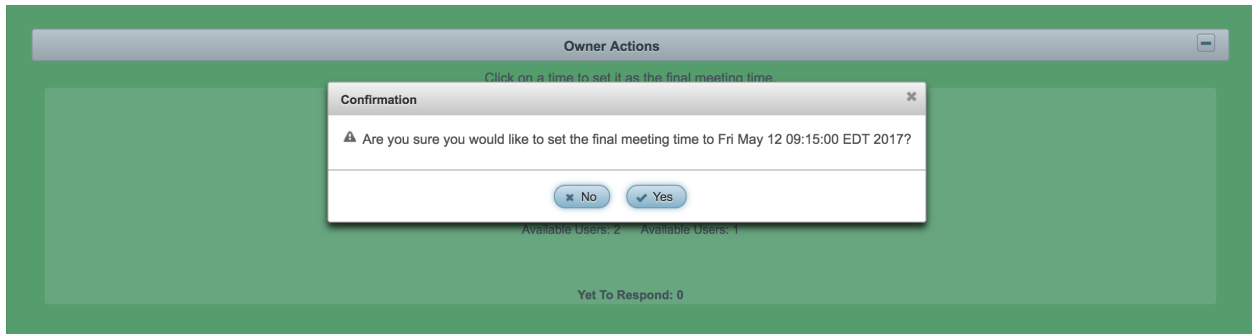 Owner Actions
Click on a time to set it as the final meeting time.
Confirmation
Are you sure you would like to set the final meeting time to Fri May 12 09:15:00 EDT 2017?
No Yes
Available Users: 2 Available Users: 1
Yet To Respond: 0